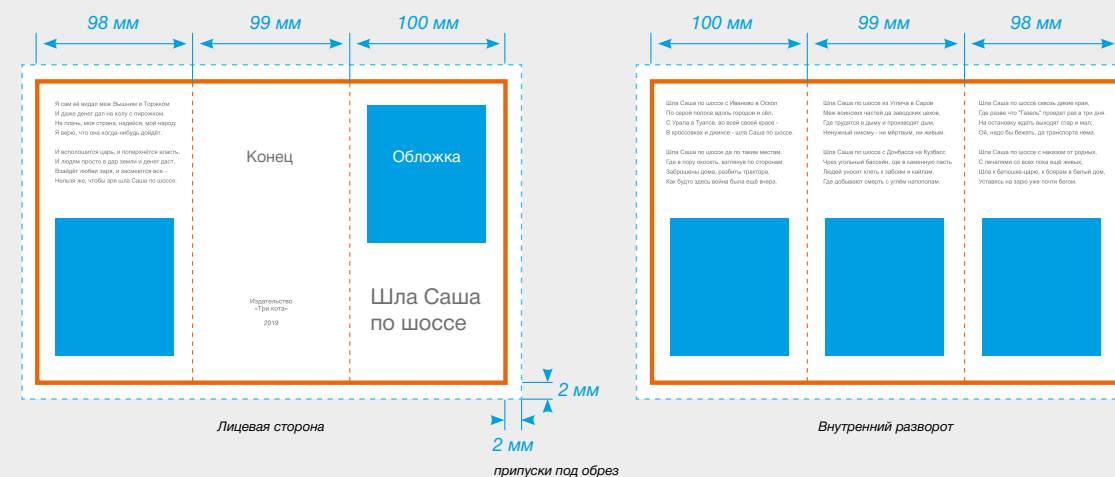 98 мм
99 мм
100 мм
Я сам её видал меж Вышним и Торжком
И даже денег дал на колу с пирожком.
Не плачь, моя страна, надейся, мой народ:
Я верю, что она когда-нибудь дойдёт.
И всполошится царь, и поперхнётся власть,
И людям просто в дар земли и денег даст,
Взайдёт любви заря, и засмеются все -
Нельзя же, чтобы зря шла Саша по шоссе.
Конец
Издательство
«Три кота»
2019
Обложка
Шла Саша
по шоссе
2 мм
2 мм
Лицевая сторона
припуски под обрез
100 мм
99 мм
98 мм
Шла Саша по шоссе с Иваново в Оскол
По серой полосе вдоль городов и сёл,
С Урала в Туапсе, во всей своей красе -
В кроссовках и джинсе - шла Саша по шоссе.
Шла Саша по шоссе да по таким местам,
Где в пору окосеть, взглянув по сторонам:
Заброшены дома, разбиты трактора,
Как будто здесь война была ещё вчера.
Шла Саша по шоссе из Углича в Саров
Меж воинских частей да заводских цехов,
Где трудятся в дыму и производят дым,
Ненужный никому - ни мёртвым, ни живым.
Шла Саша по шоссе с Донбасса на Кузбасс
Чрез угольный бассейн, где в каменную пасть
Людей уносит клеть к забоям и кайлам,
Где добывают смерть с углём напополам.
Шла Саша по шоссе сквозь дикие края,
Где разве что "Газель" проедет раз в три дня.
На остановку ждать выходят стар и мал;
Ой, надо бы бежать, да транспорта нема.
Шла Саша по шоссе с наказом от родных,
С печалями со всех пока ещё живых.
Шла к батюшке-царю, к боярам в белый дом,
Уставясь на зарю уже почти бегом.
Внутренний разворот